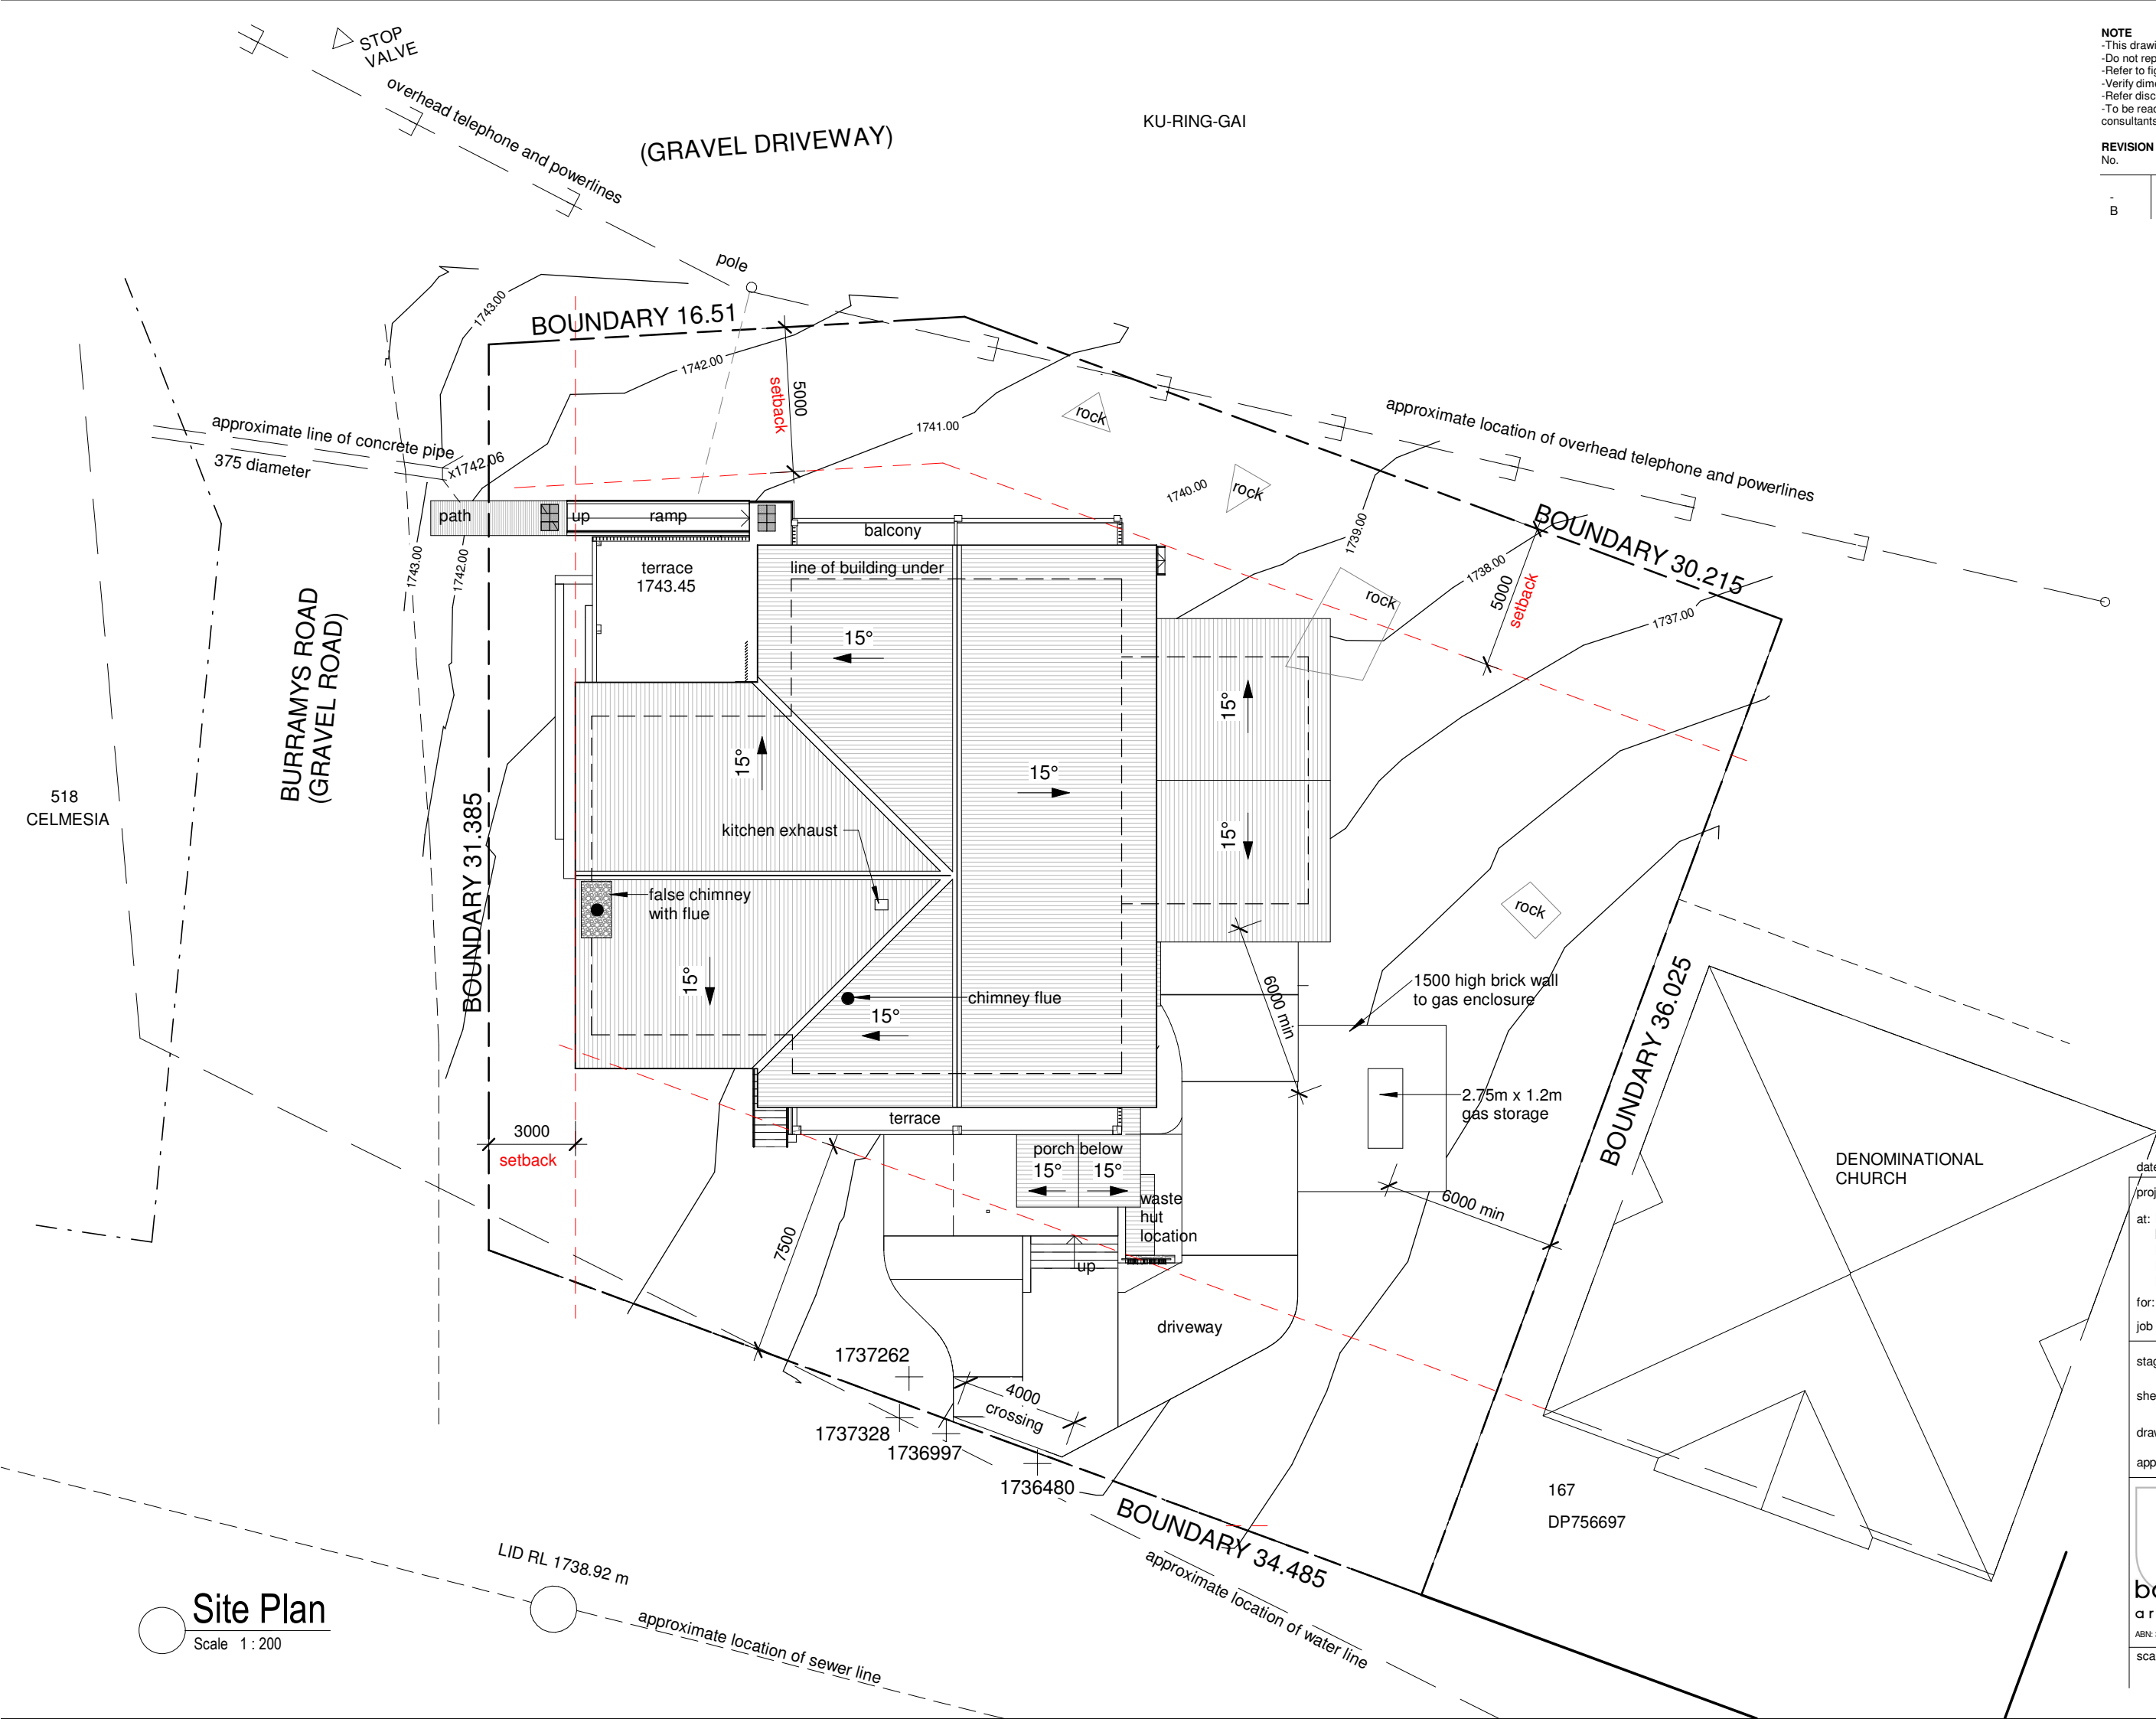 STOP
VALVE
overhead telephone and powerlines
(GRAVEL DRIVEWAY)
KU-RING-GAI
NOTE
-Do not
-Refer to
-Verify
-Refer
-To be
consultants
REVISION
No.
-
B
pole
1743.00
BOUNDARY 16.51
1742.00
5000
setback
1741.00
rock
approximate location of overhead telephone and powerlines
approximate line of concrete pipe
375 diameter
x1742.06
1740.00
rock
1739.00
BOUNDARY 30.215
path
up
ramp
balcony
1743.00
1742.00
terrace
1743.45
line of building under
rock
1738.00
5000
setback
1737.00
BURRAMYS ROAD
(GRAVEL ROAD)
15°
15°
15°
15°
15°
518
CELMESIA
BOUNDARY 31.385
kitchen exhaust
false chimney
with flue
rock
15°
chimney flue
15°
6000 min
1500 high brick wall
to gas enclosure
BOUNDARY 36.025
2.75m x 1.2m
gas storage
3000
setback
terrace
porch below
15°
15°
DENOMINATIONAL
CHURCH
waste
hut
location
6000 min
7500
up
driveway
1737262
4000
crossing
1737328
1736997
1736480
BOUNDARY 34.485
167
DP756697
approximate location of water line
LID RL 1738.92 m
approximate location of sewer line
Site Plan
Scale 1 : 200
at:
for:
job
ABN: